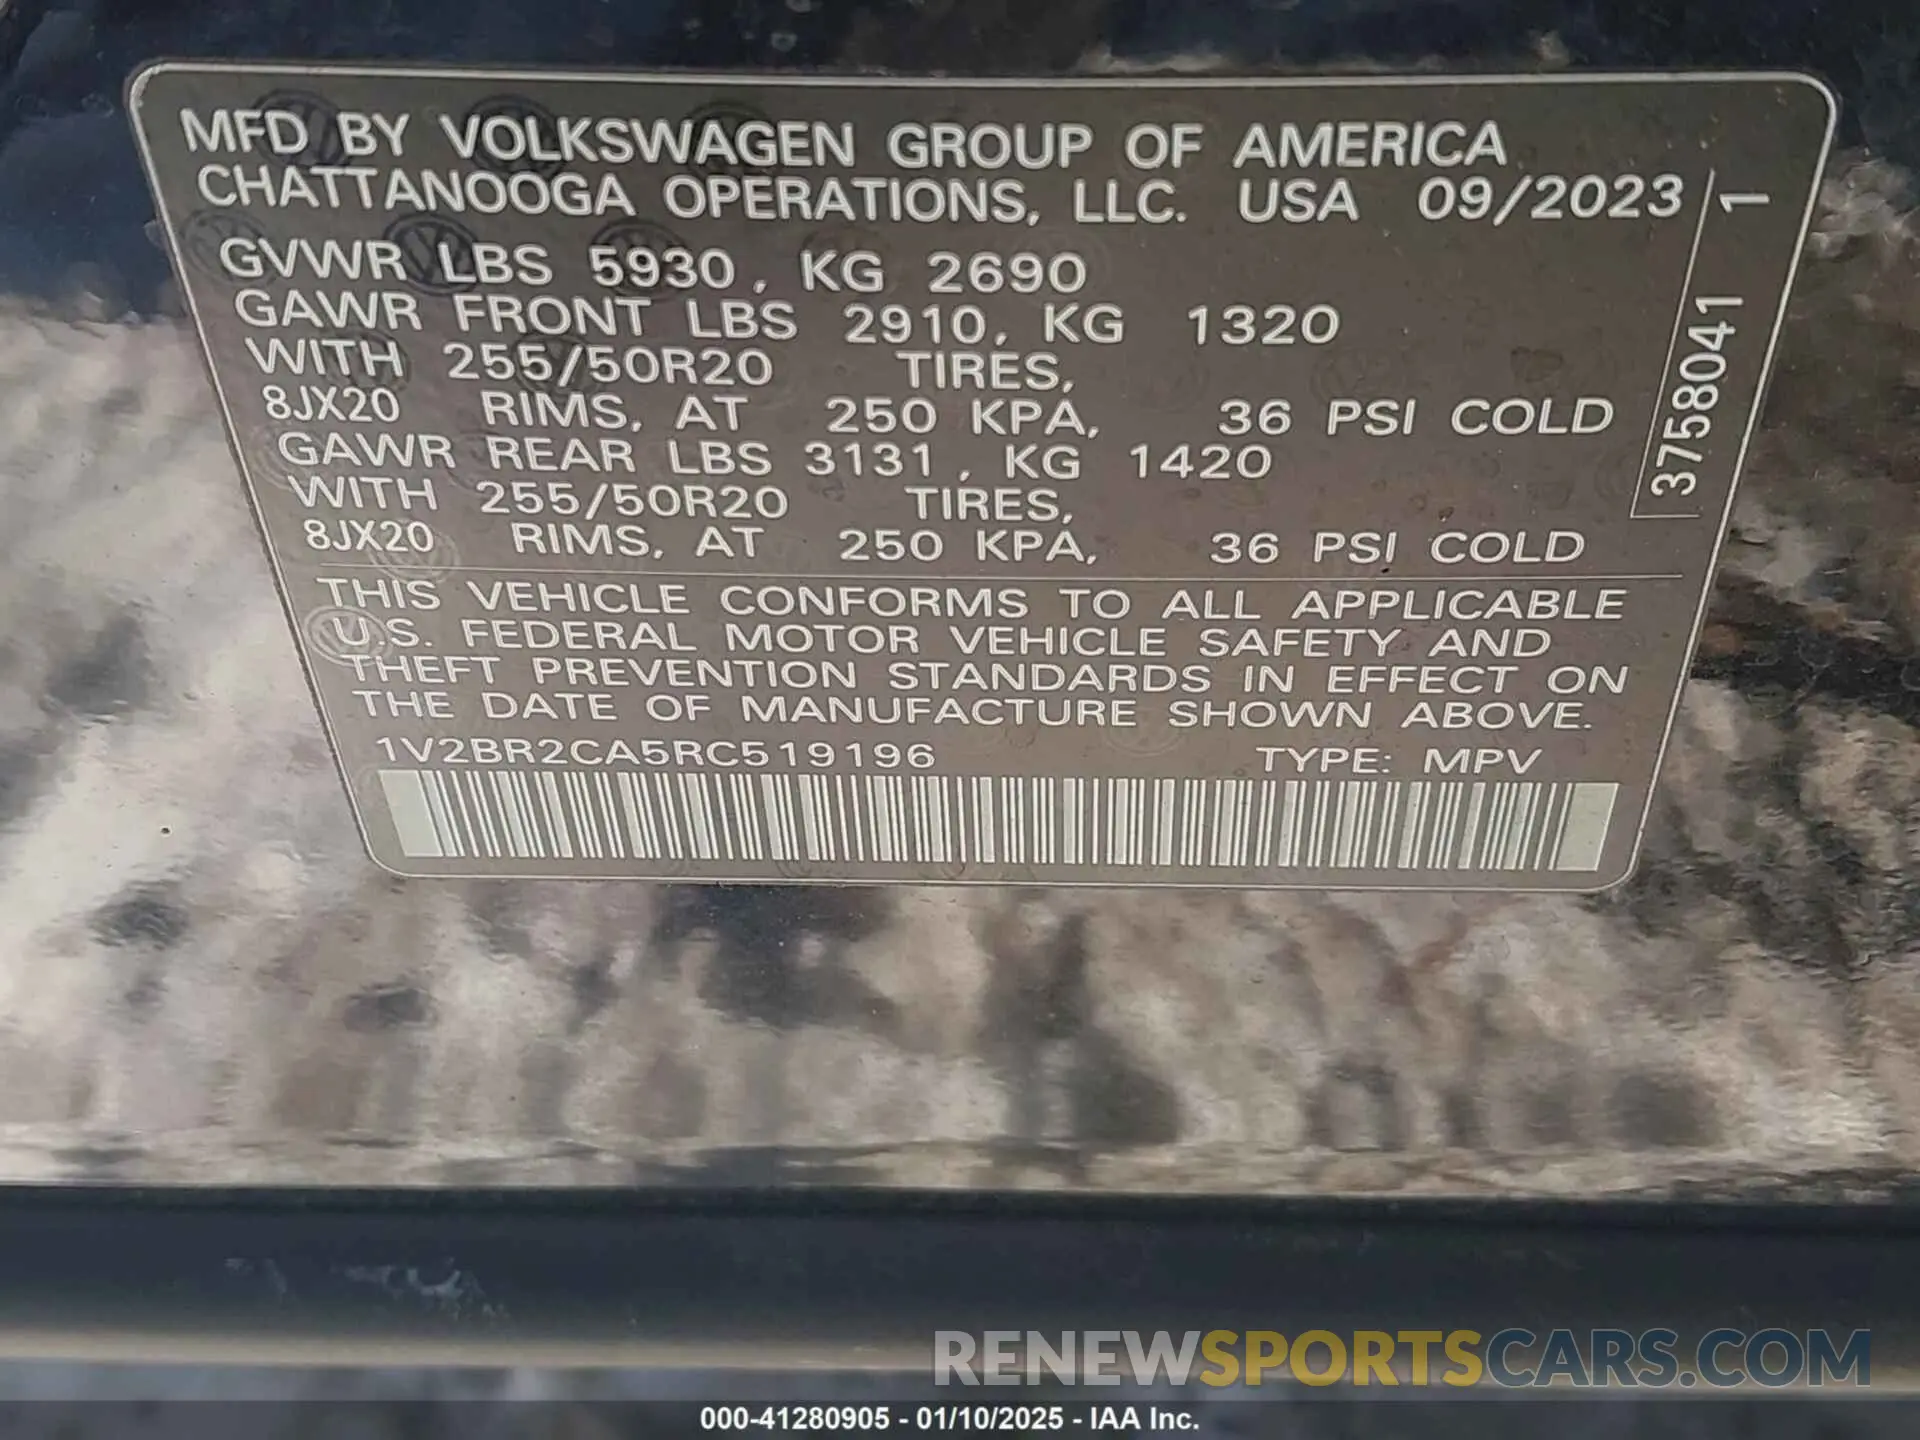 MFD BY VOLKSWAGEN GROUP OF AMERICA
CHATTANOOGA OPERATIONS, LLC. USA 09/2023
GVWR LBS 5930, KG 2690
GAWR FRONT LBS 2910, KG 1320
WITH 255/50R20 TIRES,
8JX20 RIMS, AT 250 KPA, 36 PSI COLD
GAWR REAR LBS 3131, KG 1420
WITH 255/50R20 TIRES,
8JX20 RIMS, AT 250 KPA, 36 PSI COLD
3758041 1
THIS VEHICLE CONFORMS TO ALL APPLICABLE
U.S. FEDERAL MOTOR VEHICLE SAFETY AND
THEFT PREVENTION STANDARDS IN EFFECT ON
THE DATE OF MANUFACTURE SHOWN ABOVE.
1V2BR2CA5RC519196 TYPE: MPV
RENEWSPORTSCARS.COM
000-41280905 - 01/10/2025 - IAA Inc.